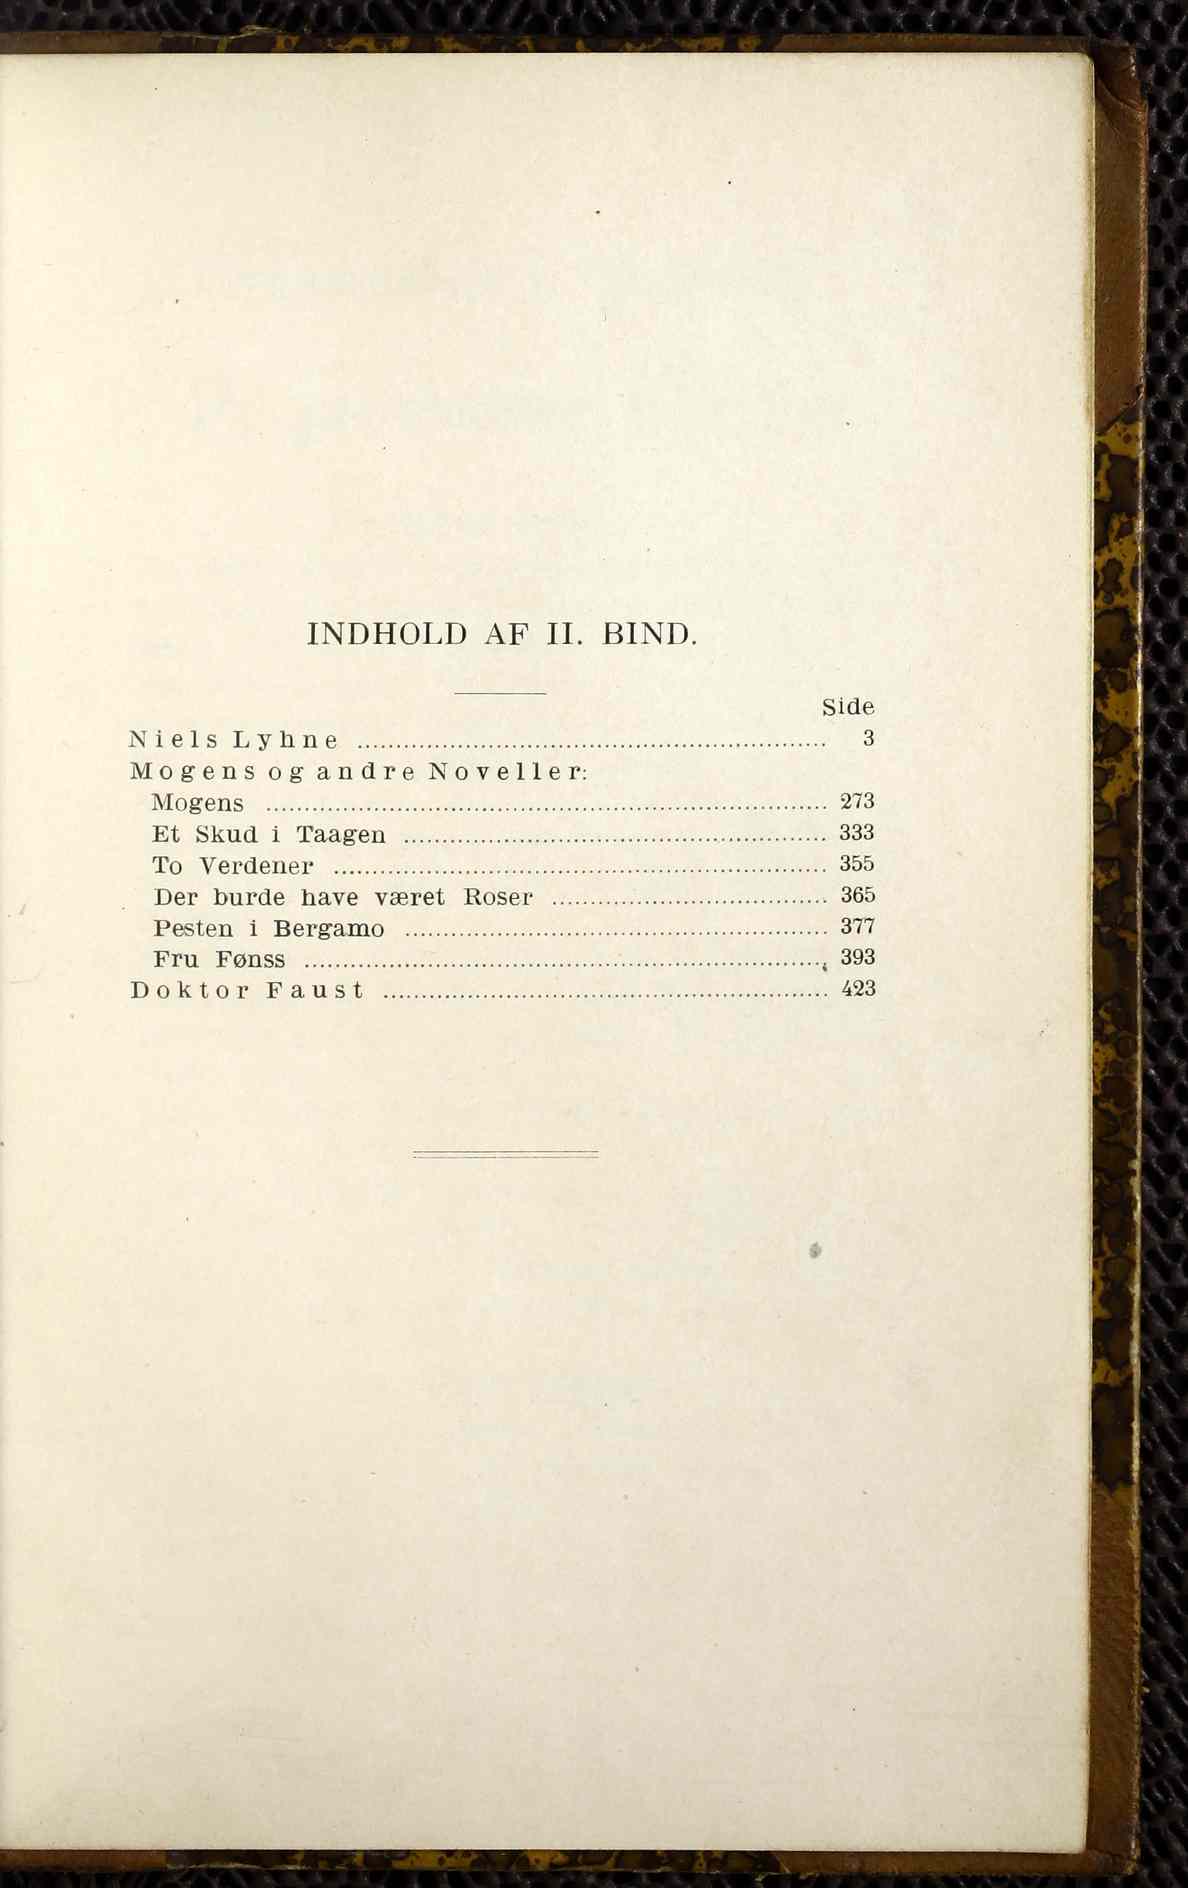 INDHOLD AF II. BIND.
Side
Niels Lyhne ........ 3
Mogens og andre Noveller:
Mogens ........ 273
Et Skud i Taagen ........ 333
To Verdener ........ 355
Der burde have været Roser ........ 365
Pesten i Bergamo ........ 377
Fru Fønss ........ 393
Doktor Faust ........ 423